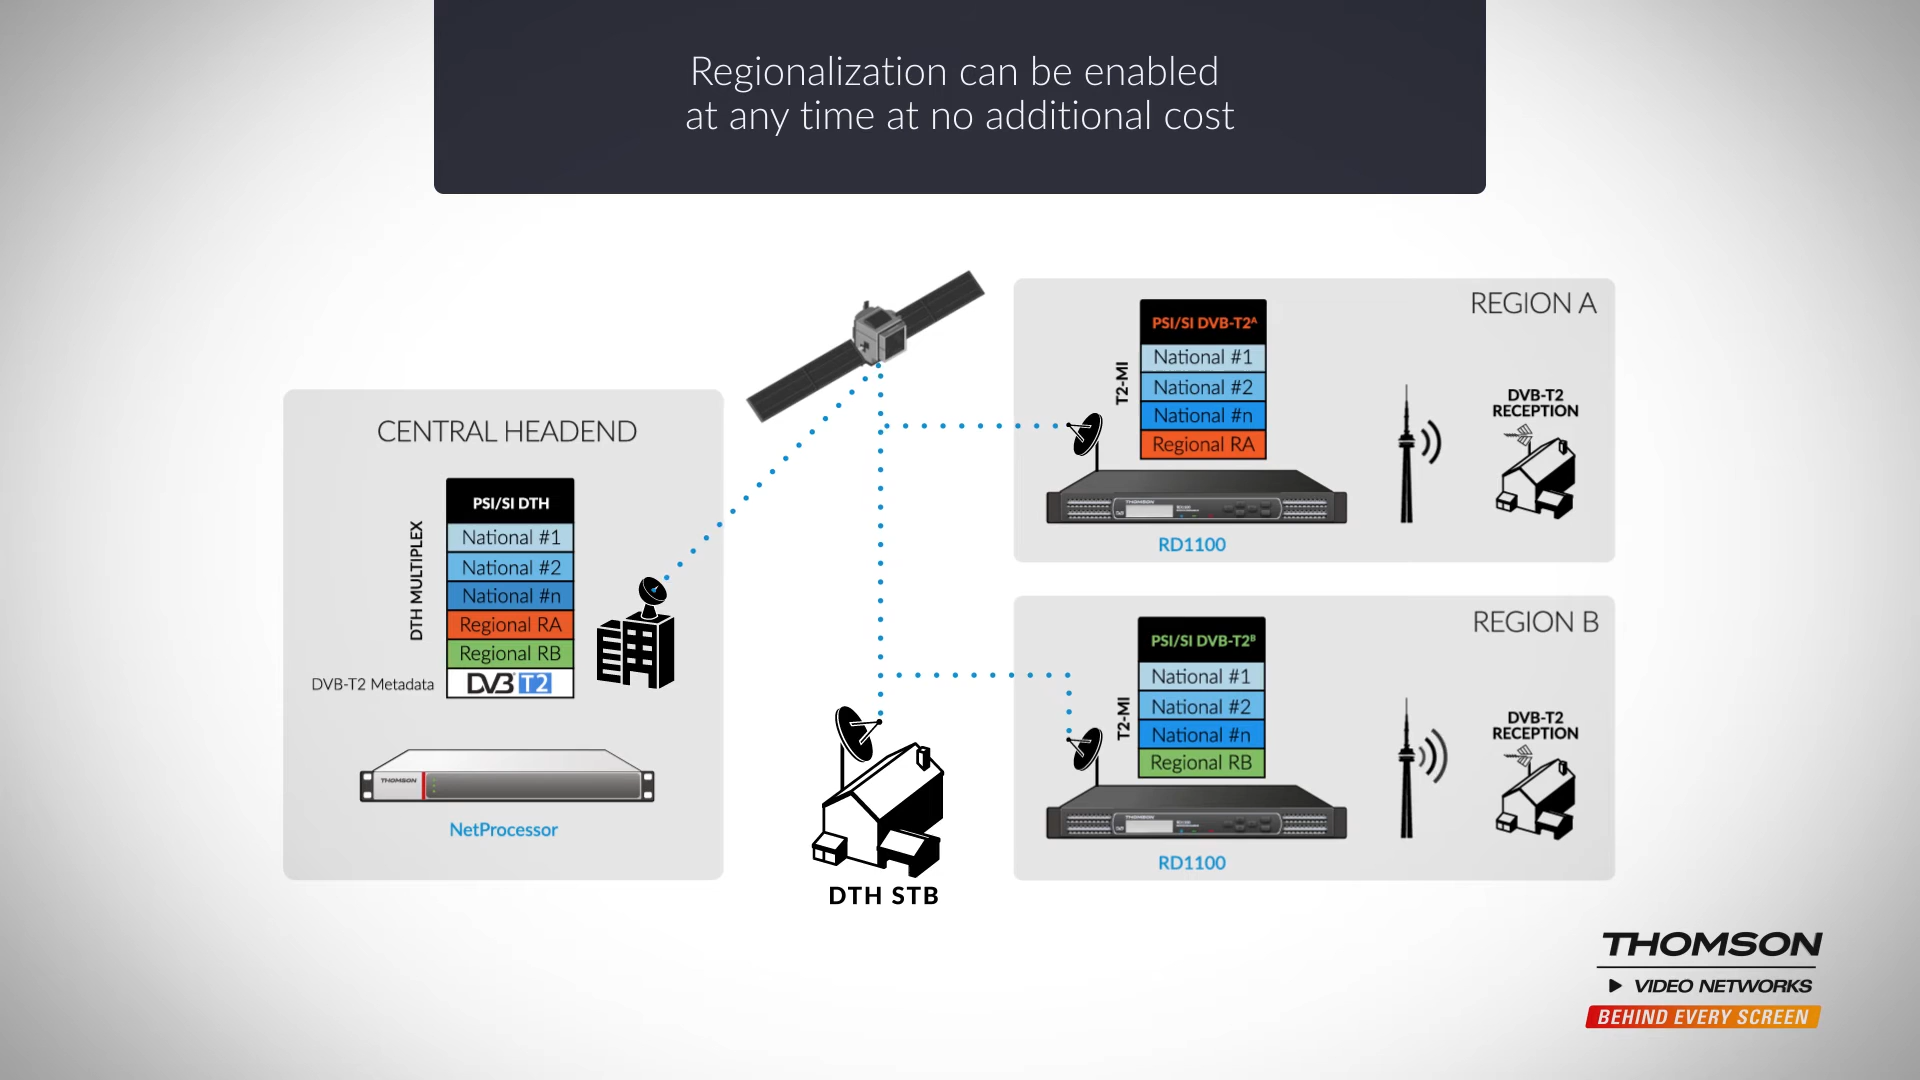 Regionalization can be enabled
at any time at no additional cost
CENTRAL HEADEND
DTH MULTIPLEX
PSI/SI DTH
National #1
National #2
National #n
Regional RA
Regional RB
DVB-T2 Metadata
DVB T2
THOMSON
NetProcessor
DTH STB
REGION A
T2-MI
PSI/SI DVB-T2ᴬ
National #1
National #2
National #n
Regional RA
DVB-T2
RECEPTION
THOMSON
RD1100
REGION B
T2-MI
PSI/SI DVB-T2ᴮ
National #1
National #2
National #n
Regional RB
DVB-T2
RECEPTION
THOMSON
RD1100
THOMSON
VIDEO NETWORKS
BEHIND EVERY SCREEN